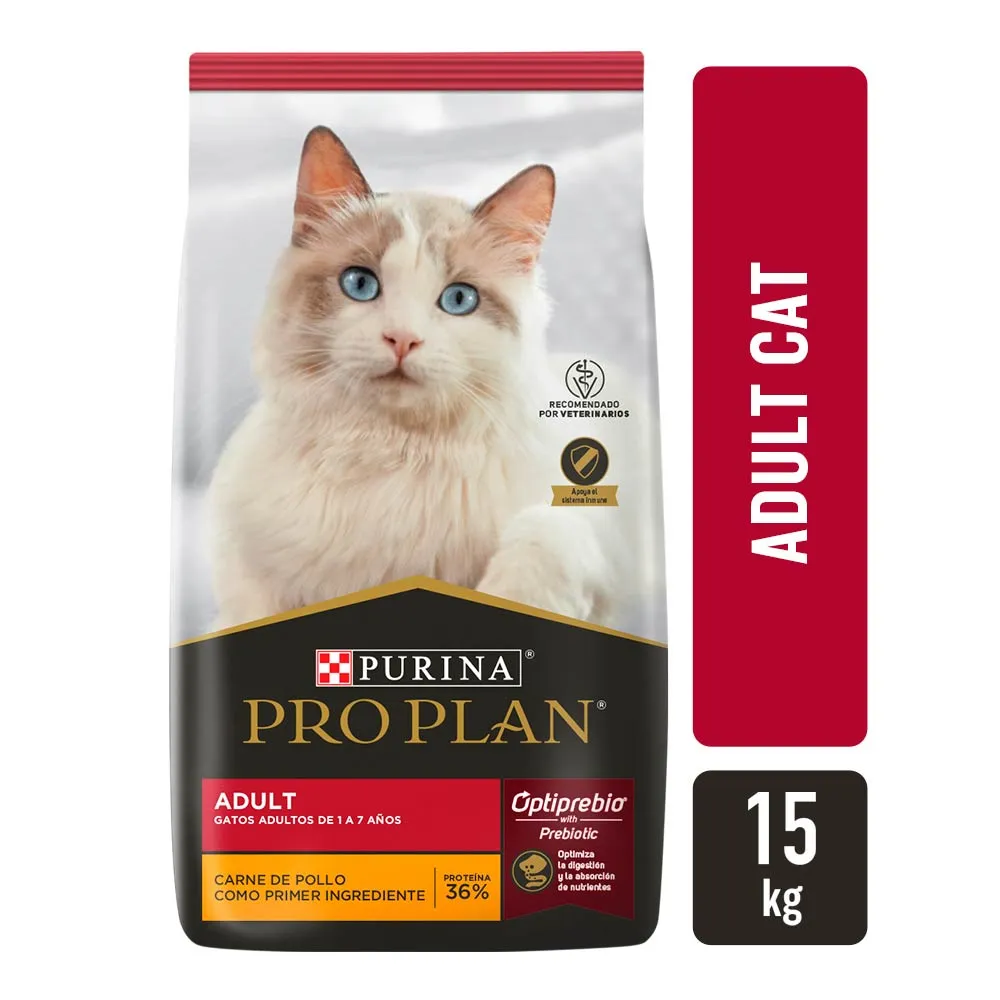 RECOMENDADO
POR VETERINARIOS
Apoya el
sistema inmune
PURINA®
PRO PLAN®
ADULT
GATOS ADULTOS DE 1 A 7 AÑOS
CARNE DE POLLO
COMO PRIMER INGREDIENTE
PROTEÍNA
36%
Optiprebio®
with
Prebiotic
Optimiza
la digestión
y la absorción
de nutrientes
ADULT CAT
15
kg